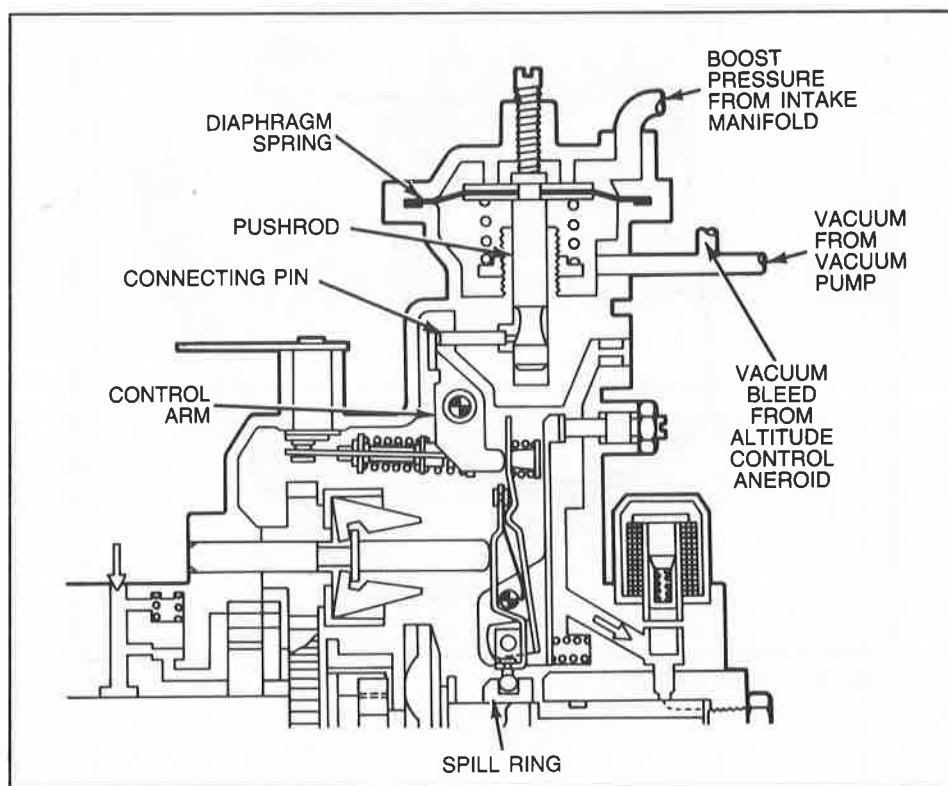 BOOST
PRESSURE
FROM INTAKE
MANIFOLD
DIAPHRAGM
SPRING
PUSHROD
VACUUM
FROM
VACUUM
PUMP
CONNECTING PIN
CONTROL
ARM
VACUUM
BLEED
FROM
ALTITUDE
CONTROL
ANEROID
SPILL RING